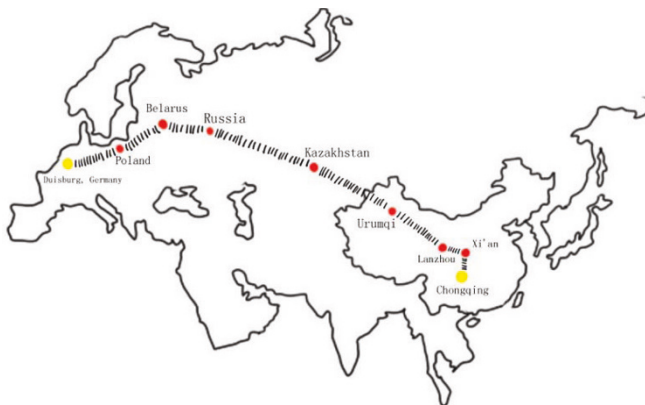 Belarus
Russia
Poland
Duisburg, Germany
Kazakhstan
Urumqi
Xi'an
Lanzhou
Chongqing